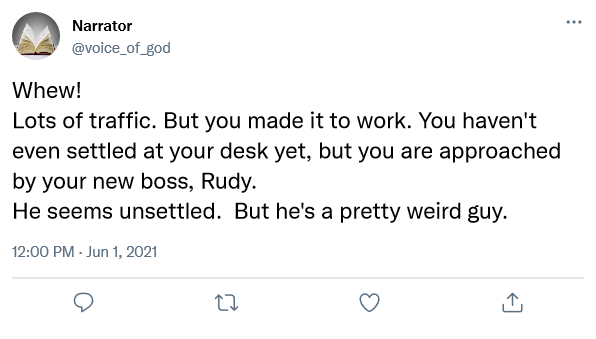 Narrator
@voice_of_god
Whew!
Lots of traffic. But you made it to work. You haven't
even settled at your desk yet, but you are approached
by your new boss, Rudy.
He seems unsettled.  But he's a pretty weird guy.
12:00 PM · Jun 1, 2021